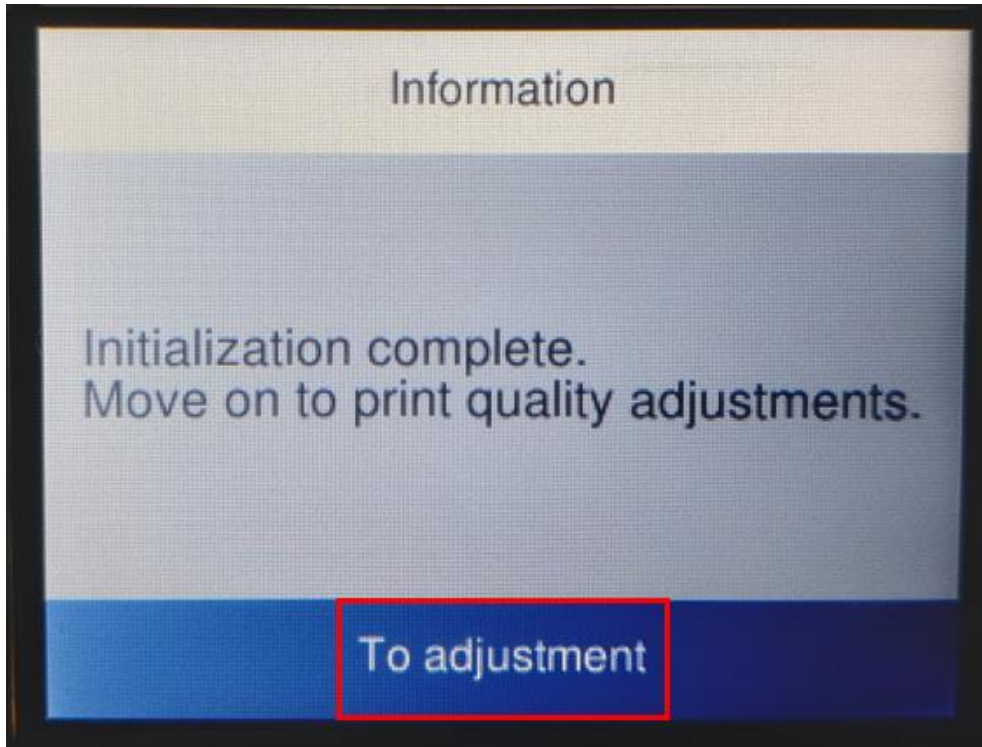 Information
Initialization complete.
Move on to print quality adjustments.
To adjustment